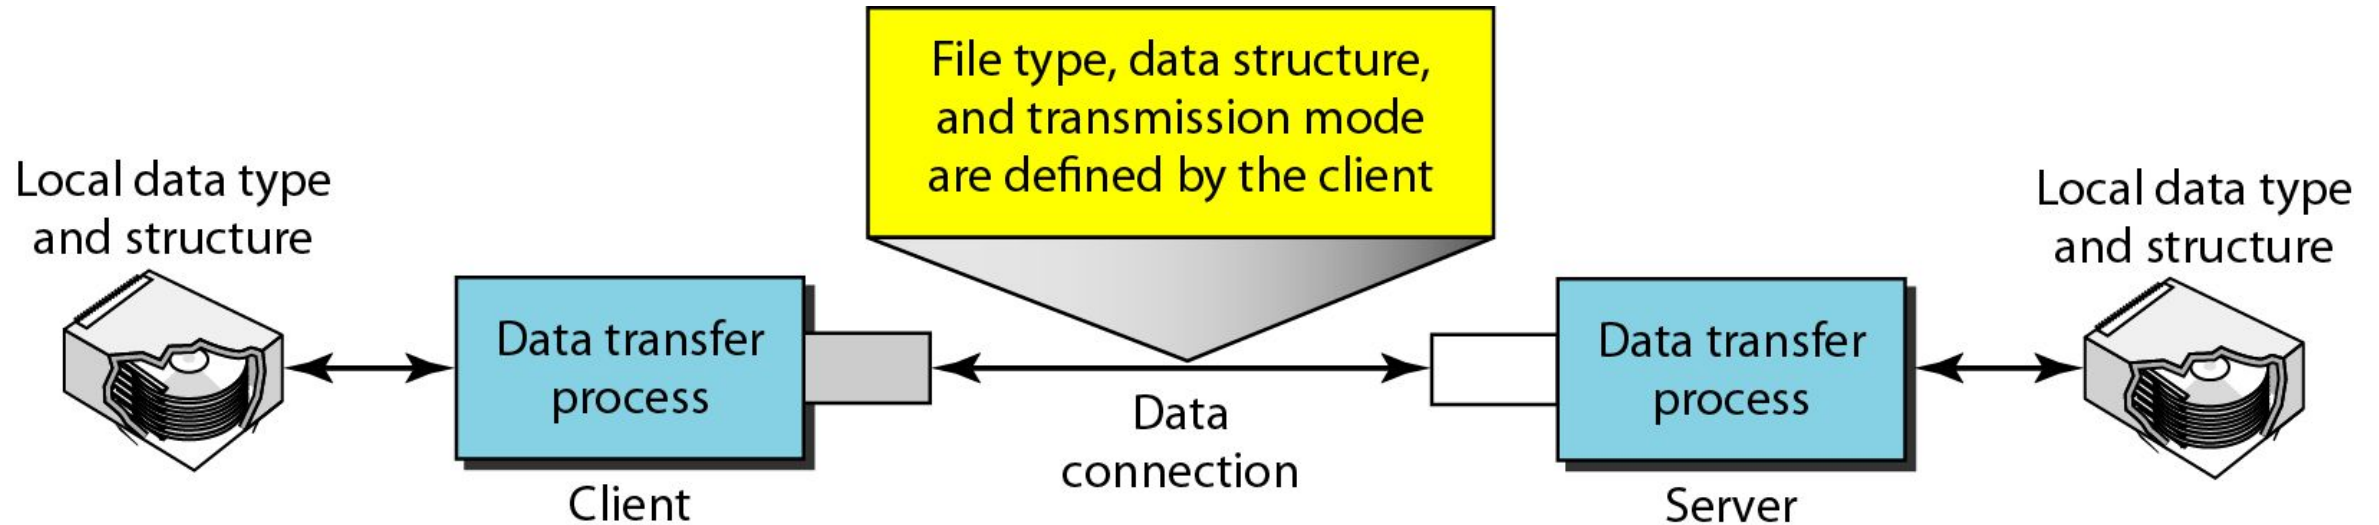 File type, data structure,
and transmission mode
are defined by the client
Local data type
and structure
Local data type
and structure
Data transfer
process
Data transfer
process
Data
connection
Client
Server